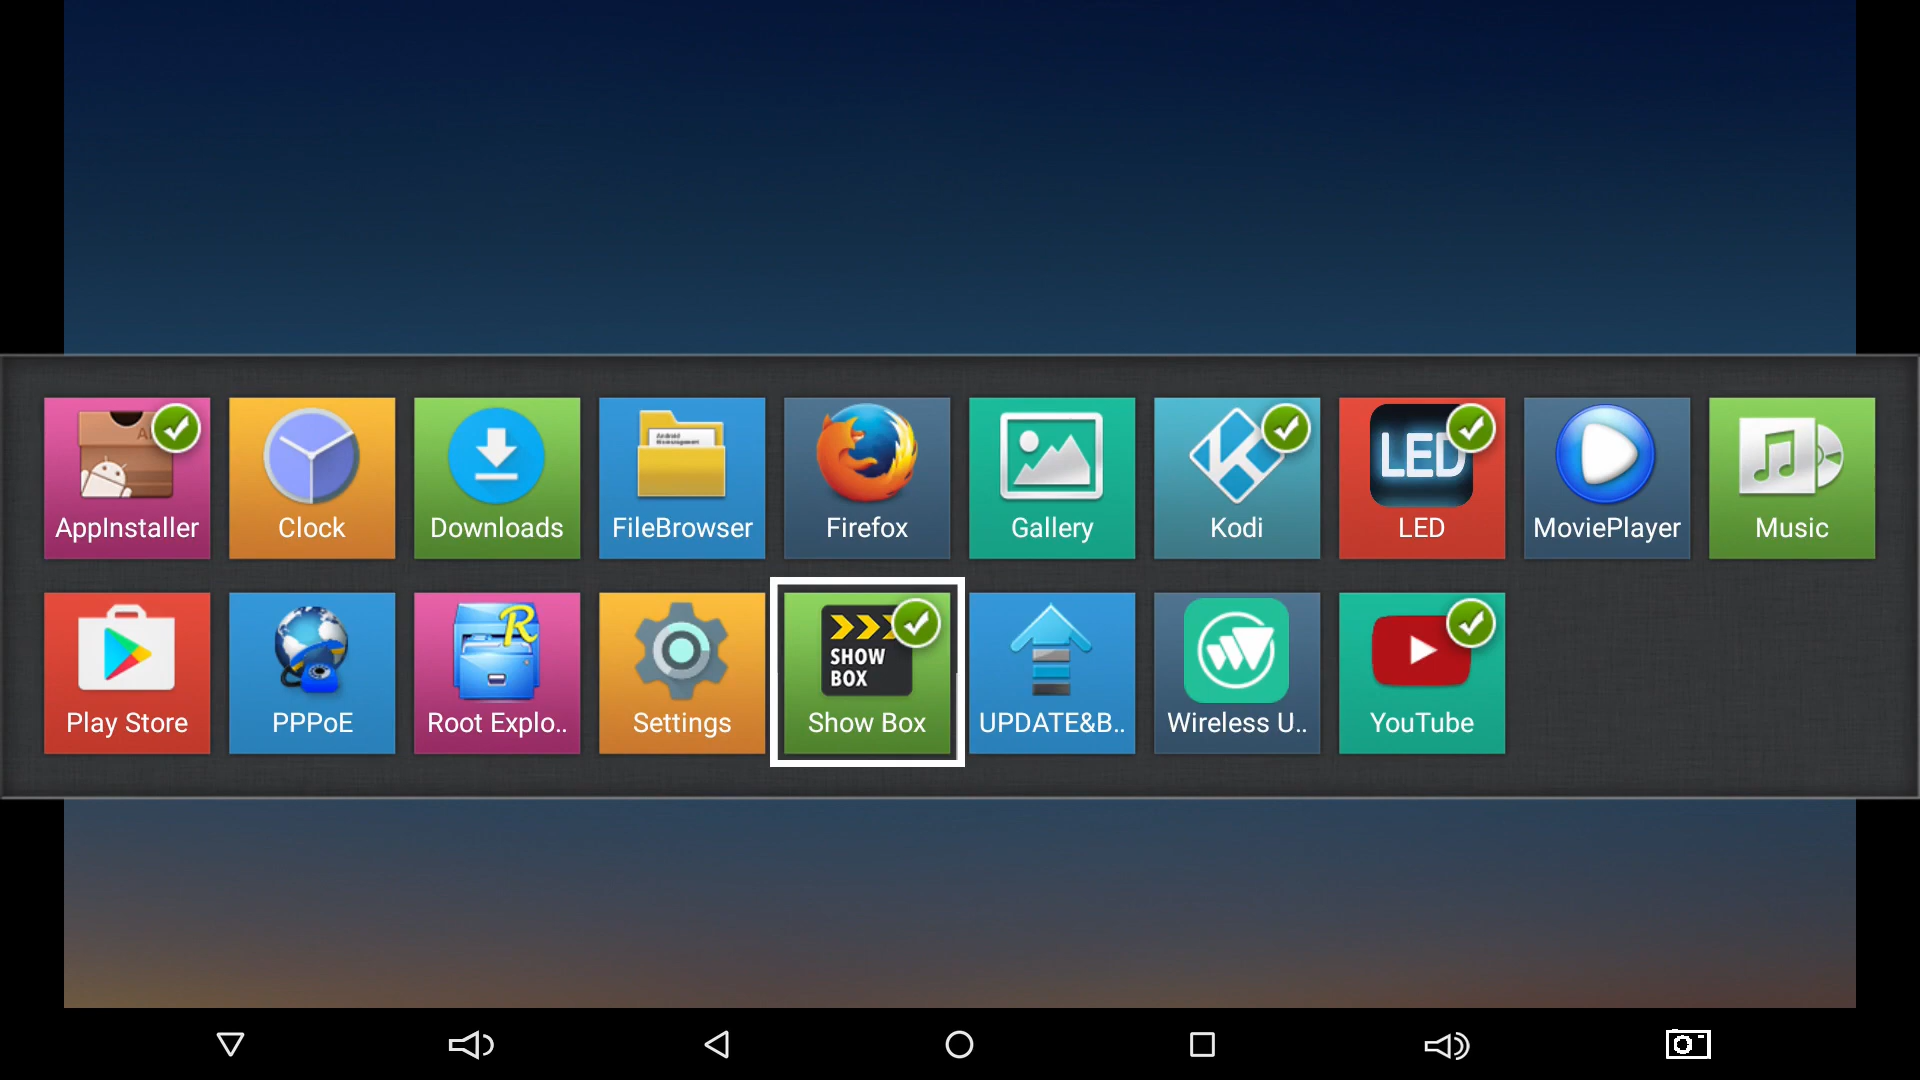 AppInstaller
Clock
Downloads
FileBrowser
Firefox
Gallery
Kodi
LED
LED
MoviePlayer
Music
Play Store
PPPoE
R
Root Explo..
Settings
SHOW
BOX
Show Box
UPDATE&B..
Wireless U..
YouTube